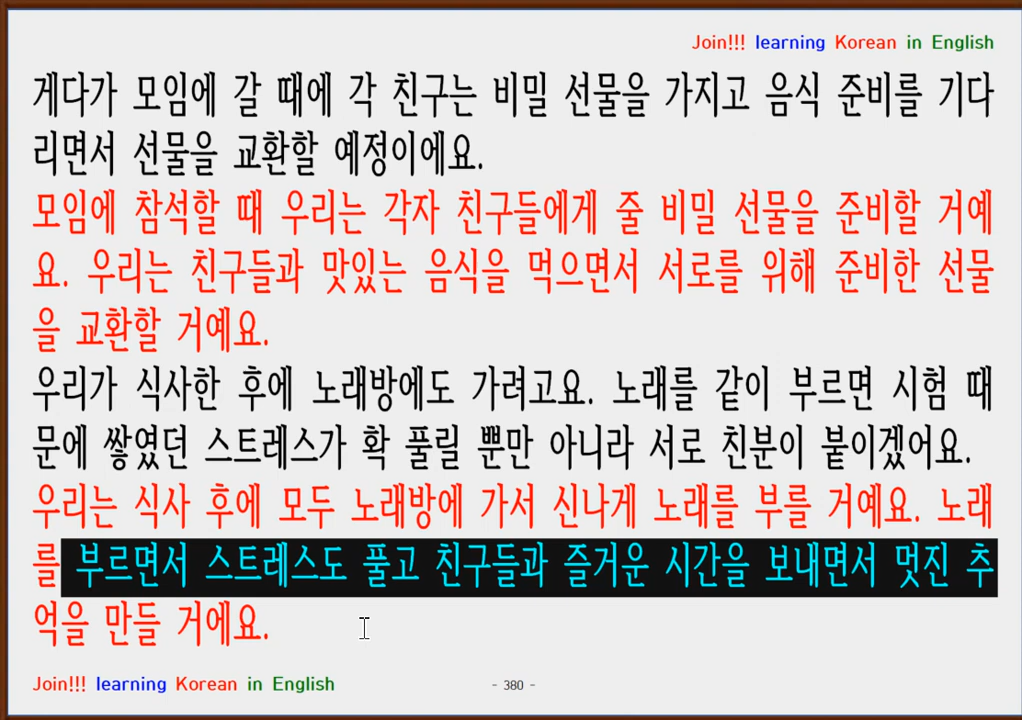 Join!!! learning Korean in English
게다가 모임에 갈 때에 각 친구는 비밀 선물을 가지고 음식 준비를 기다
리면서 선물을 교환할 예정이에요.
모임에 참석할 때 우리는 각자 친구들에게 줄 비밀 선물을 준비할 거예
요. 우리는 친구들과 맛있는 음식을 먹으면서 서로를 위해 준비한 선물
을 교환할 거예요.
우리가 식사한 후에 노래방에도 가려고요. 노래를 같이 부르면 시험 때
문에 쌓였던 스트레스가 확 풀릴 뿐만 아니라 서로 친분이 붙이겠어요.
우리는 식사 후에 모두 노래방에 가서 신나게 노래를 부를 거예요. 노래
를 부르면서 스트레스도 풀고 친구들과 즐거운 시간을 보내면서 멋진 추
억을 만들 거에요.
Join!!! learning Korean in English
- 380 -